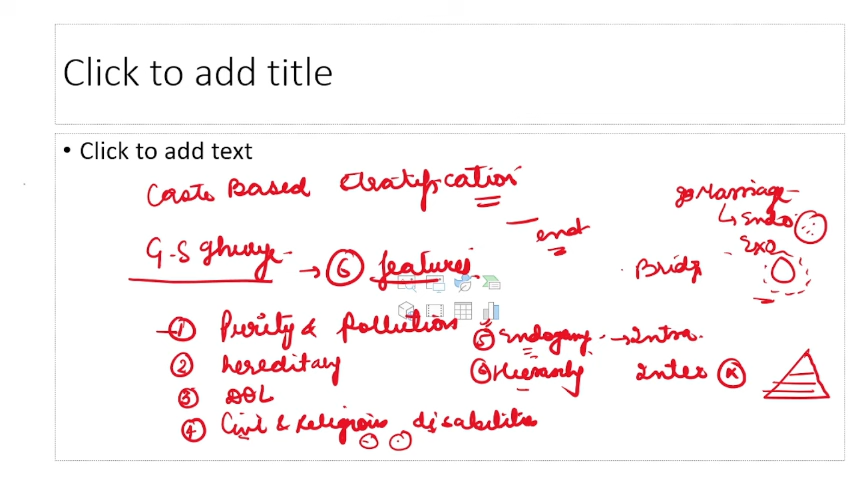 Click to add title
• Click to add text
Caste Based Stratification
Marriage
↳ Endo
Exo
end
G.S Ghurye → 6 features
Bridg
① Purity & Pollution
② hereditary
③ DOL
④ Civil & Religious disabilities
⑤ Endogamy → Intra
⑥ Hierarchy Inter ⓧ